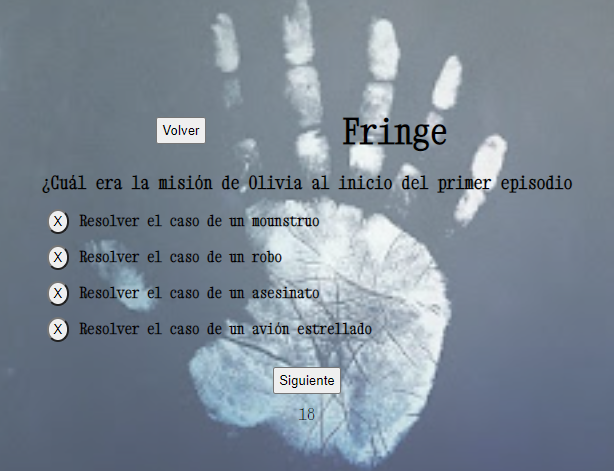 Volver
Fringe
¿Cuál era la misión de Olivia al inicio del primer episodio
X Resolver el caso de un mounstruo
X Resolver el caso de un robo
X Resolver el caso de un asesinato
X Resolver el caso de un avión estrellado
Siguiente
18